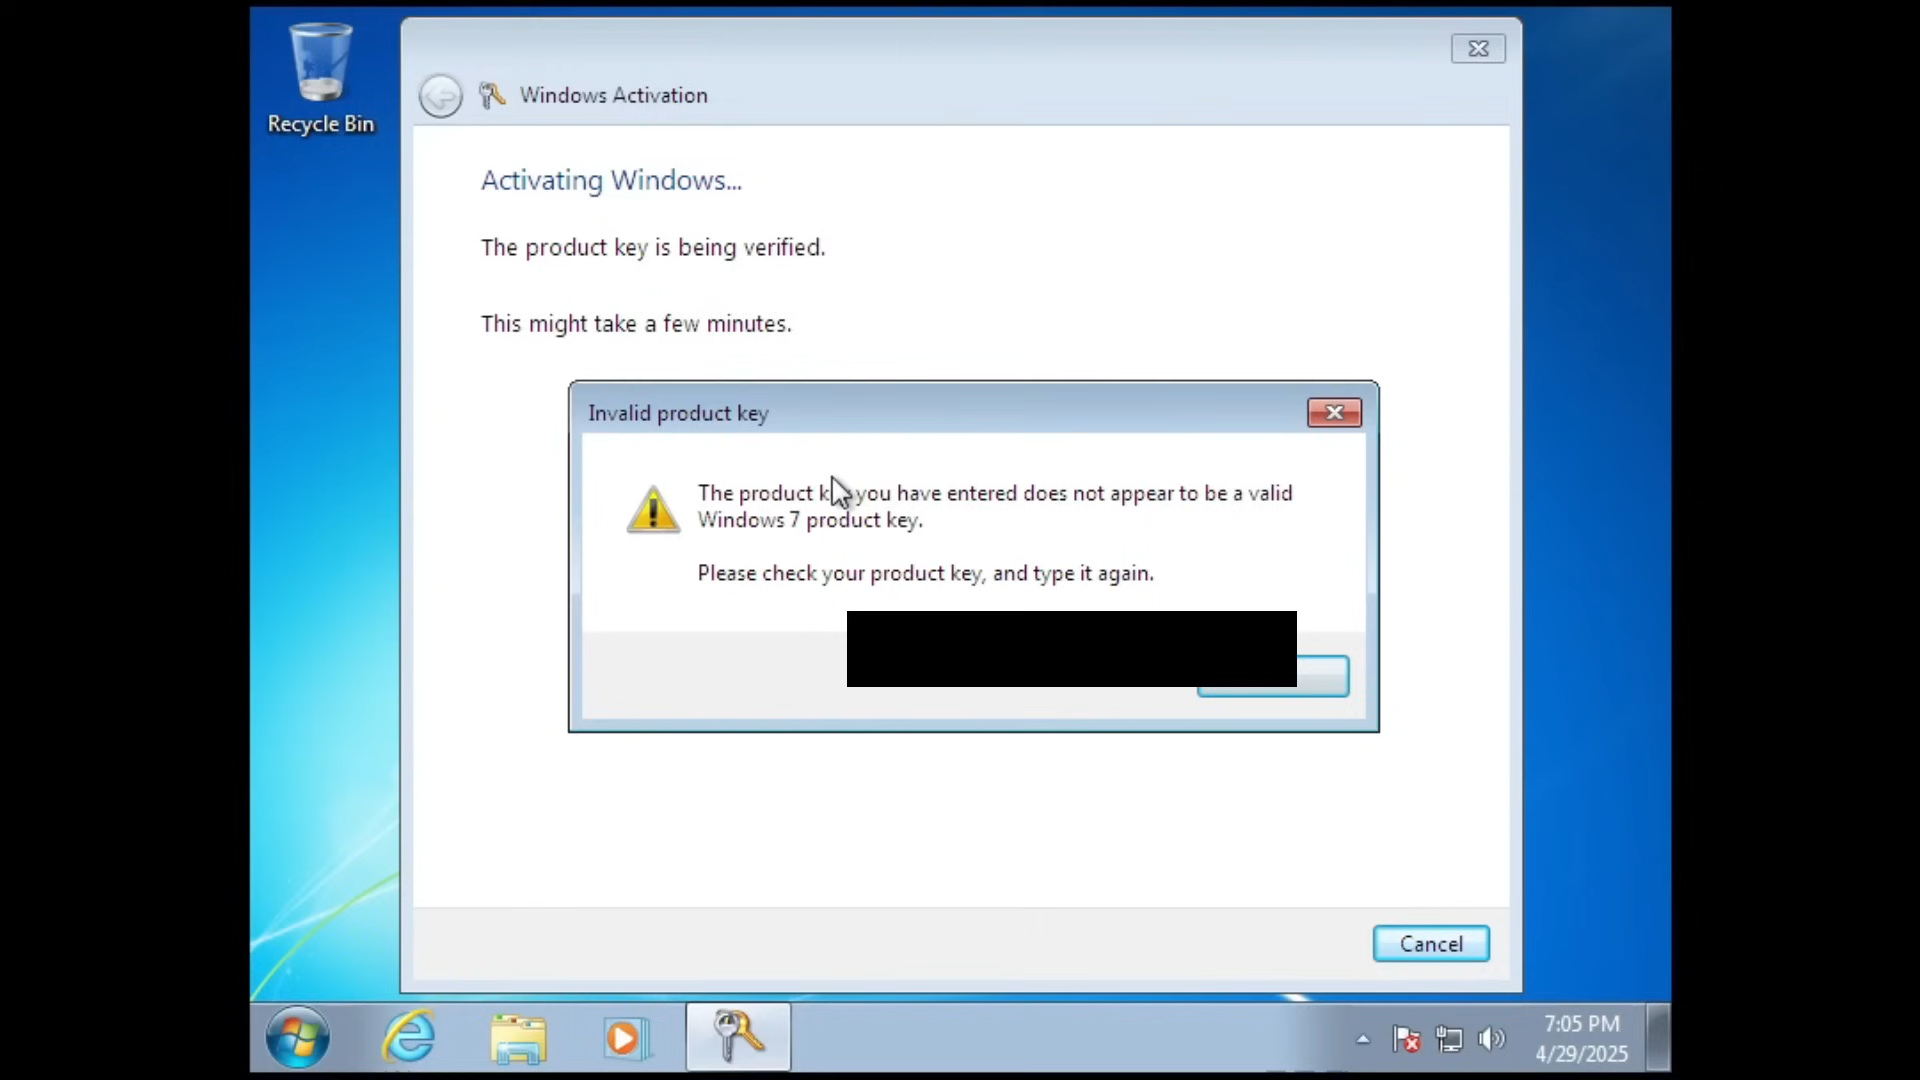 Recycle Bin
Windows Activation
Activating Windows...
The product key is being verified.
This might take a few minutes.
Invalid product key
The product key you have entered does not appear to be a valid
Windows 7 product key.
Please check your product key, and type it again.
Cancel
7:05 PM
4/29/2025